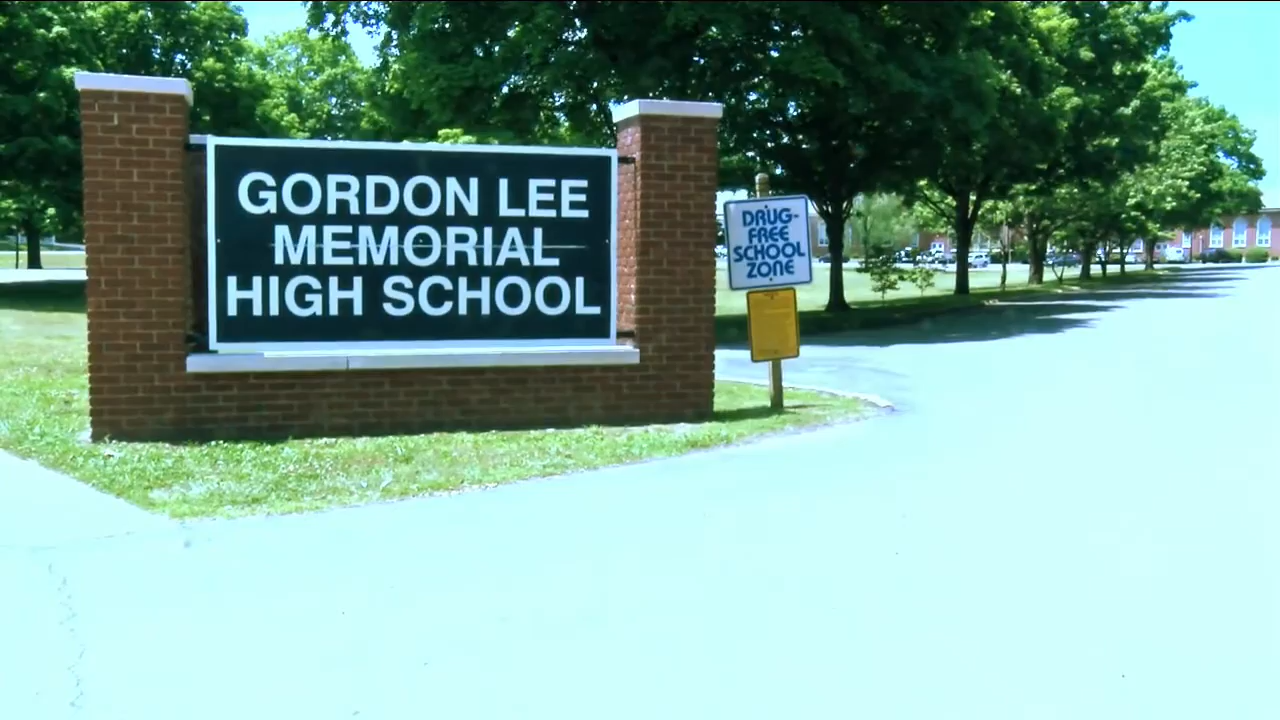 GORDON LEE
MEMORIAL
HIGH SCHOOL
DRUG-
FREE
SCHOOL
ZONE